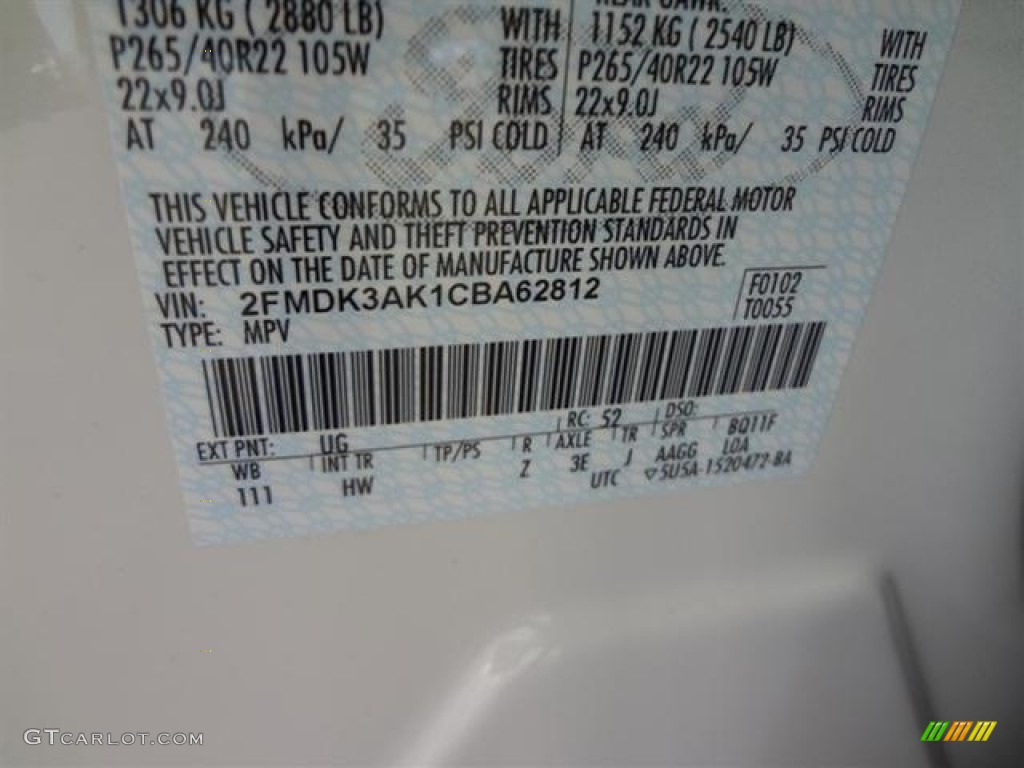 1306 KG ( 2880 LB) WITH 1152 KG ( 2540 LB) WITH
P265/40R22 105W TIRES P265/40R22 105W TIRES
22x9.0J RIMS 22x9.0J RIMS
AT 240 kPa/ 35 PSI COLD AT 240 kPa/ 35 PSI COLD
THIS VEHICLE CONFORMS TO ALL APPLICABLE FEDERAL MOTOR
VEHICLE SAFETY AND THEFT PREVENTION STANDARDS IN
EFFECT ON THE DATE OF MANUFACTURE SHOWN ABOVE.
VIN: 2FMDK3AK1CBA62812 F0102
TYPE: MPV T0055
EXT PNT: UG RC: 52 DSO:
WB INT TR TP/PS R AXLE TR SPR BQ11F
111 HW Z 3E J AAGG LOA
UTC ▽5U5A-1520472-BA
GTCARLOT.COM